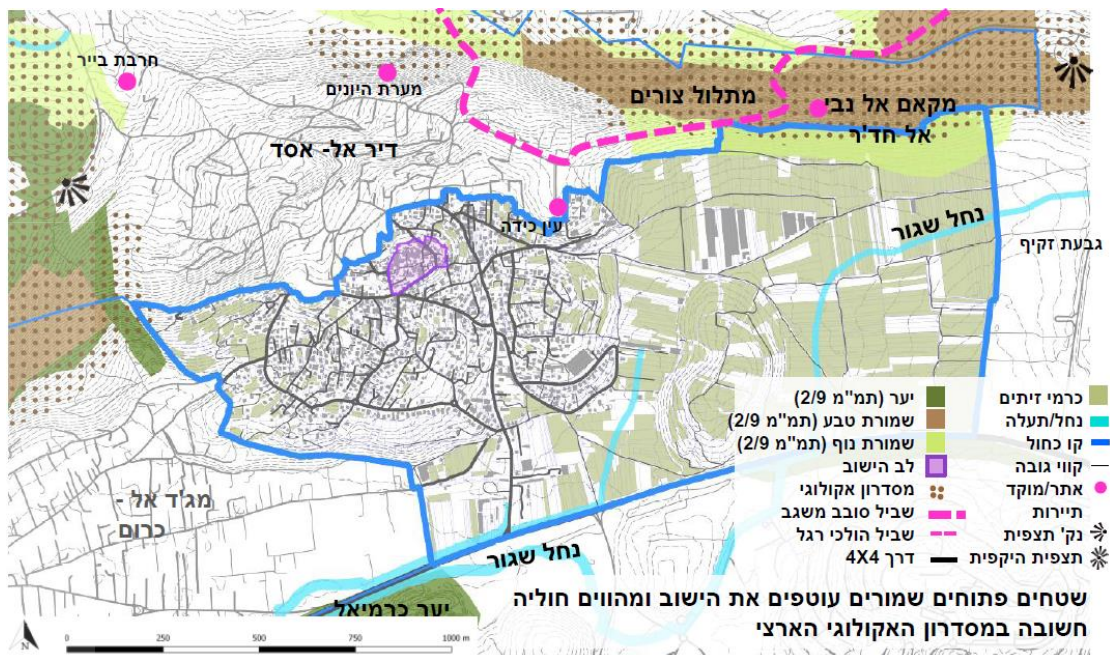 חרבת בייר
מערת היונים
מתלול צורים
מקאם אל נבי
אל חד'ר
דיר אל- אסד
נחל שגור
גבעת זקיף
עין כידה
מג'ד אל -
כרום
נחל שגור
יער כרמיאל
כרמי זיתים
נחל/תעלה
קו כחול
קווי גובה
אתר/מוקד
תיירות
נק' תצפית
תצפית היקפית
יער (תמ"מ 2/9)
שמורת טבע (תמ"מ 2/9)
שמורת נוף (תמ"מ 2/9)
לב הישוב
מסדרון אקולוגי
שביל סובב משגב
שביל הולכי רגל
דרך 4X4
שטחים פתוחים שמורים עוטפים את הישוב ומהווים חוליה
חשובה במסדרון האקולוגי הארצי
N
0 250 500 750 1000 m